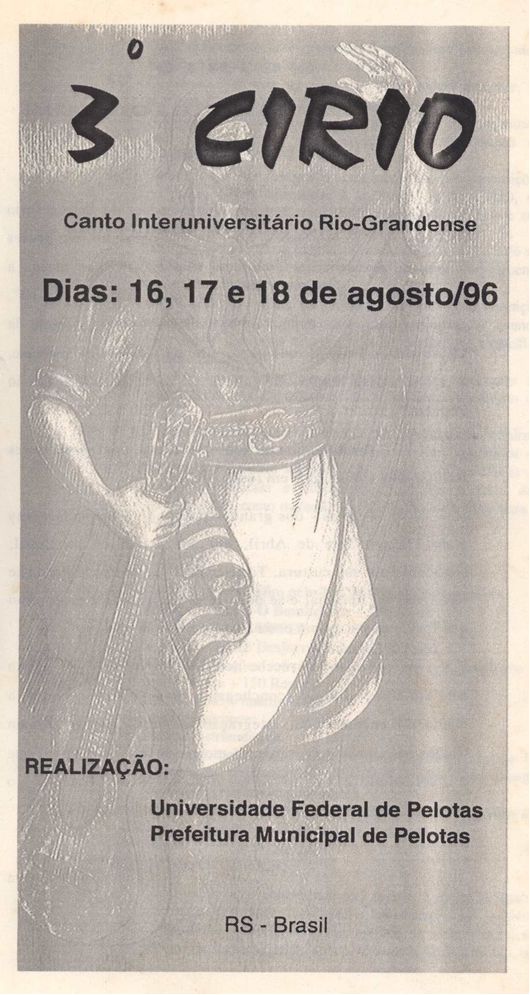 3º CIRIO
Canto Interuniversitário Rio-Grandense
Dias: 16, 17 e 18 de agosto/96
REALIZAÇÃO:
Universidade Federal de Pelotas
Prefeitura Municipal de Pelotas
RS - Brasil